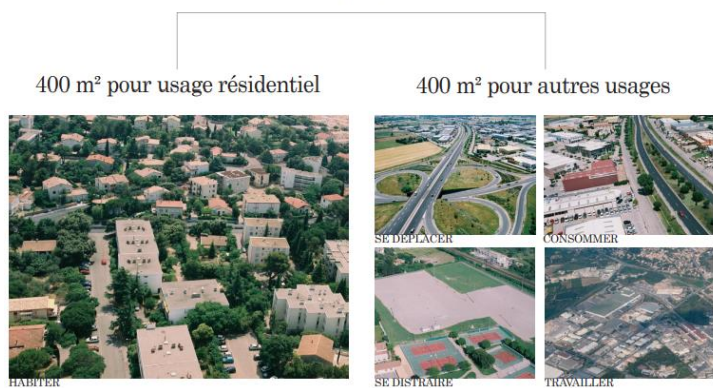 400 m² pour usage résidentiel
400 m² pour autres usages
SE DÉPLACER
CONSOMMER
HABITER
SE DISTRAIRE
TRAVAILLER